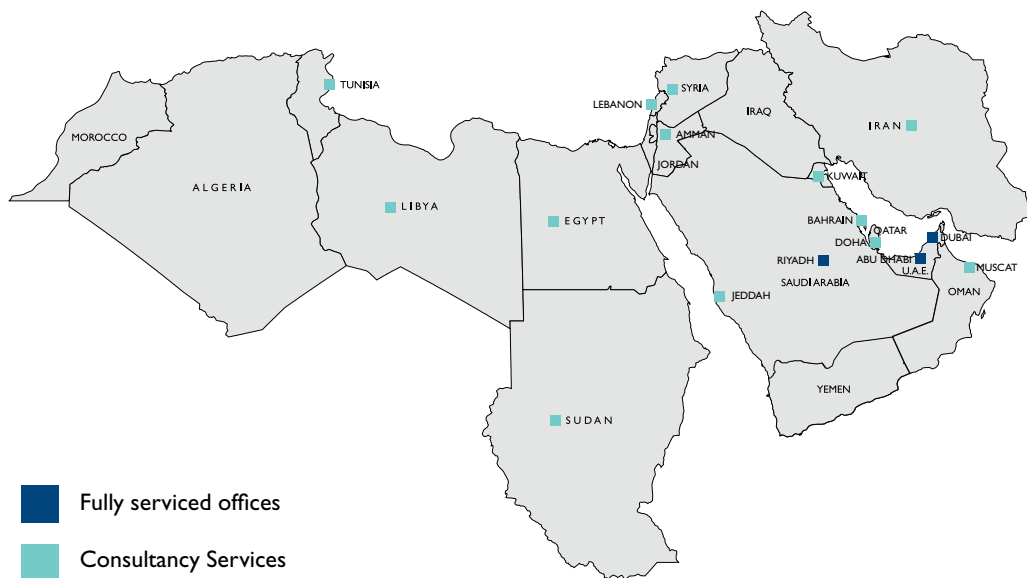 TUNISIA
SYRIA
LEBANON
IRAQ
IRAN
MOROCCO
AMMAN
JORDAN
KUWAIT
ALGERIA
LIBYA
EGYPT
BAHRAIN
QATAR
DOHA
DUBAI
RIYADH
ABU DHABI
U.A.E.
MUSCAT
SAUDI ARABIA
OMAN
JEDDAH
YEMEN
SUDAN
Fully serviced offices
Consultancy Services